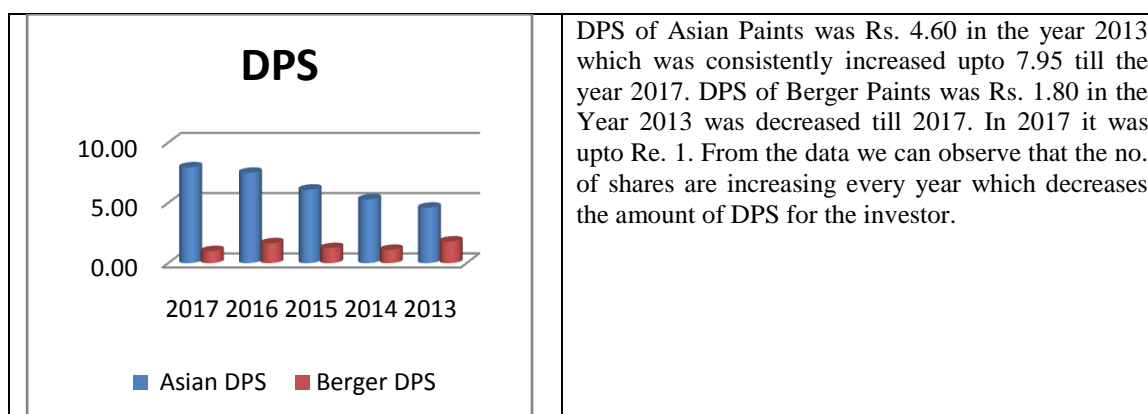 DPS
10.00
5.00
0.00
2017 2016 2015 2014 2013
Asian DPS Berger DPS
DPS of Asian Paints was Rs. 4.60 in the year 2013
which was consistently increased upto 7.95 till the
year 2017. DPS of Berger Paints was Rs. 1.80 in the
Year 2013 was decreased till 2017. In 2017 it was
upto Re. 1. From the data we can observe that the no.
of shares are increasing every year which decreases
the amount of DPS for the investor.